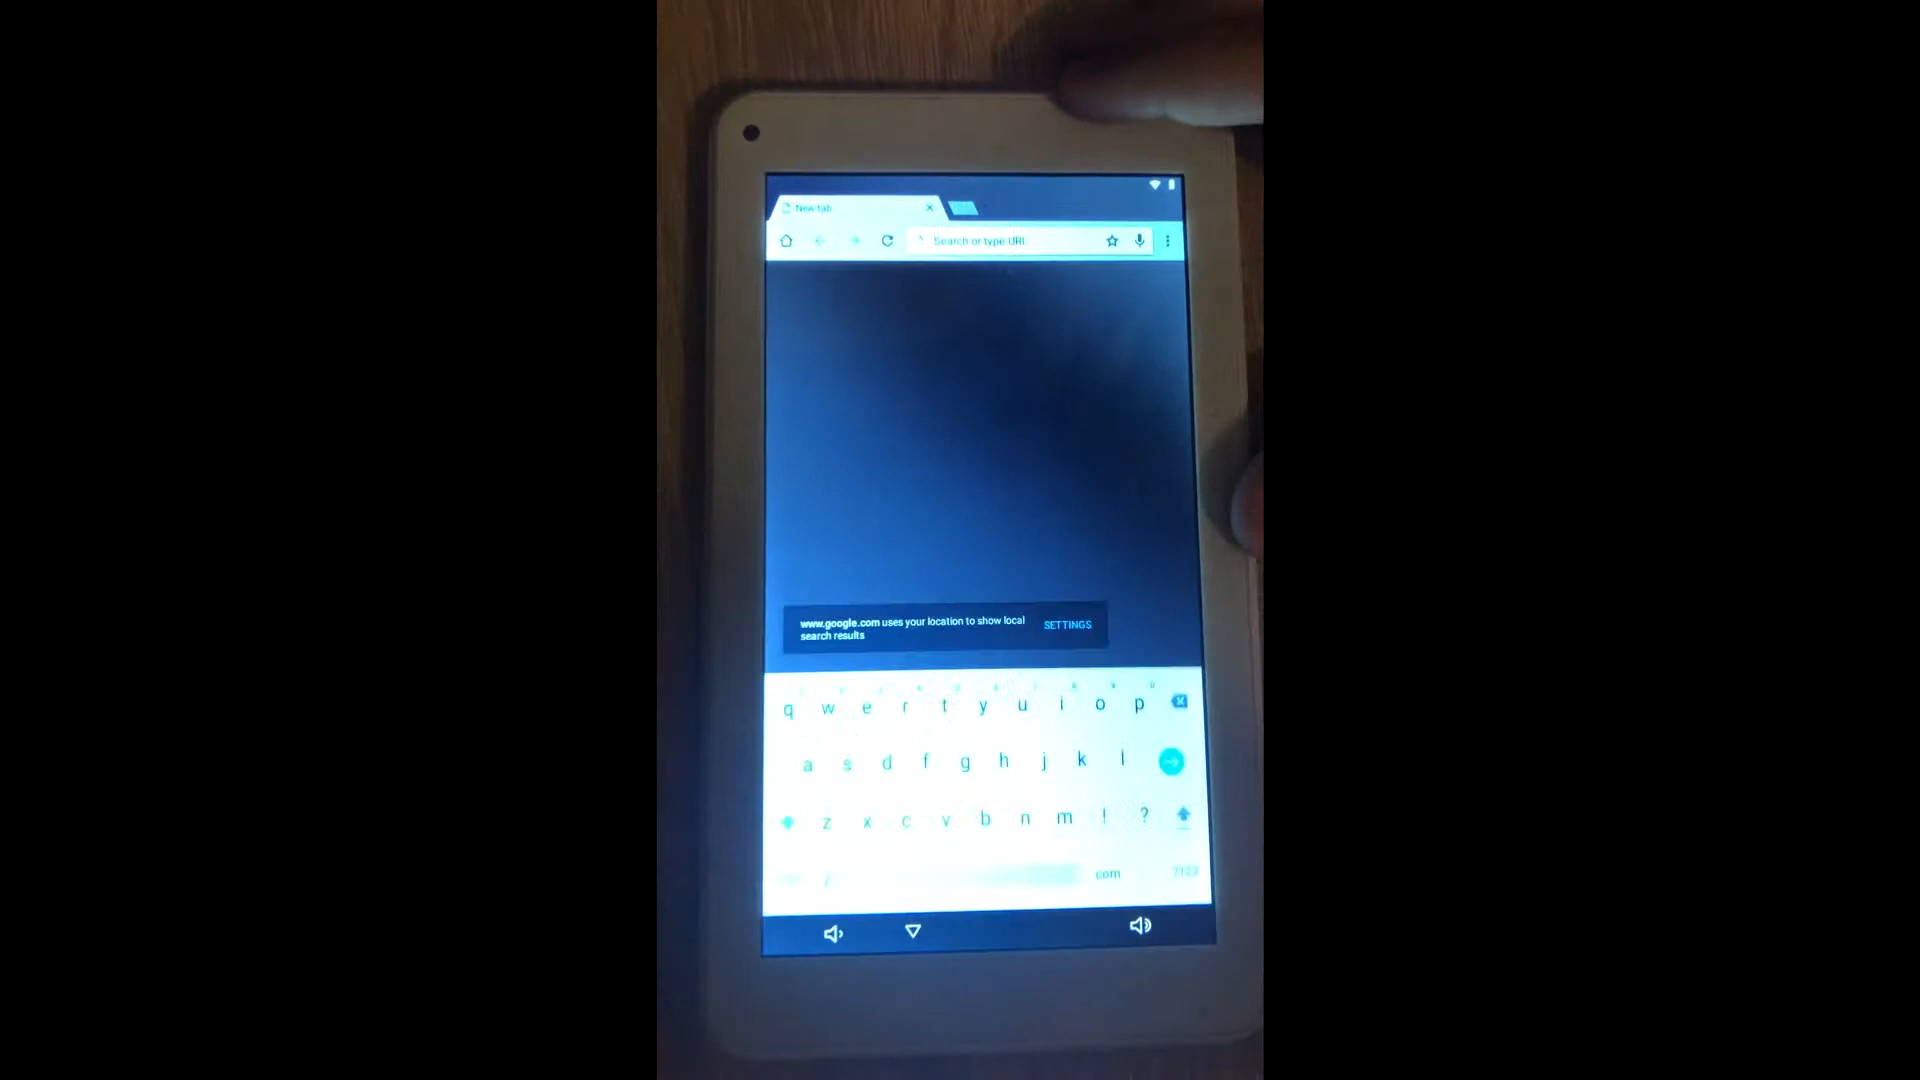 New tab
Search or type URL
www.google.com uses your location to show local
search results
SETTINGS
q w e r t y u i o p
a s d f g h j k l
z x c v b n m ! ?
/ com ?123